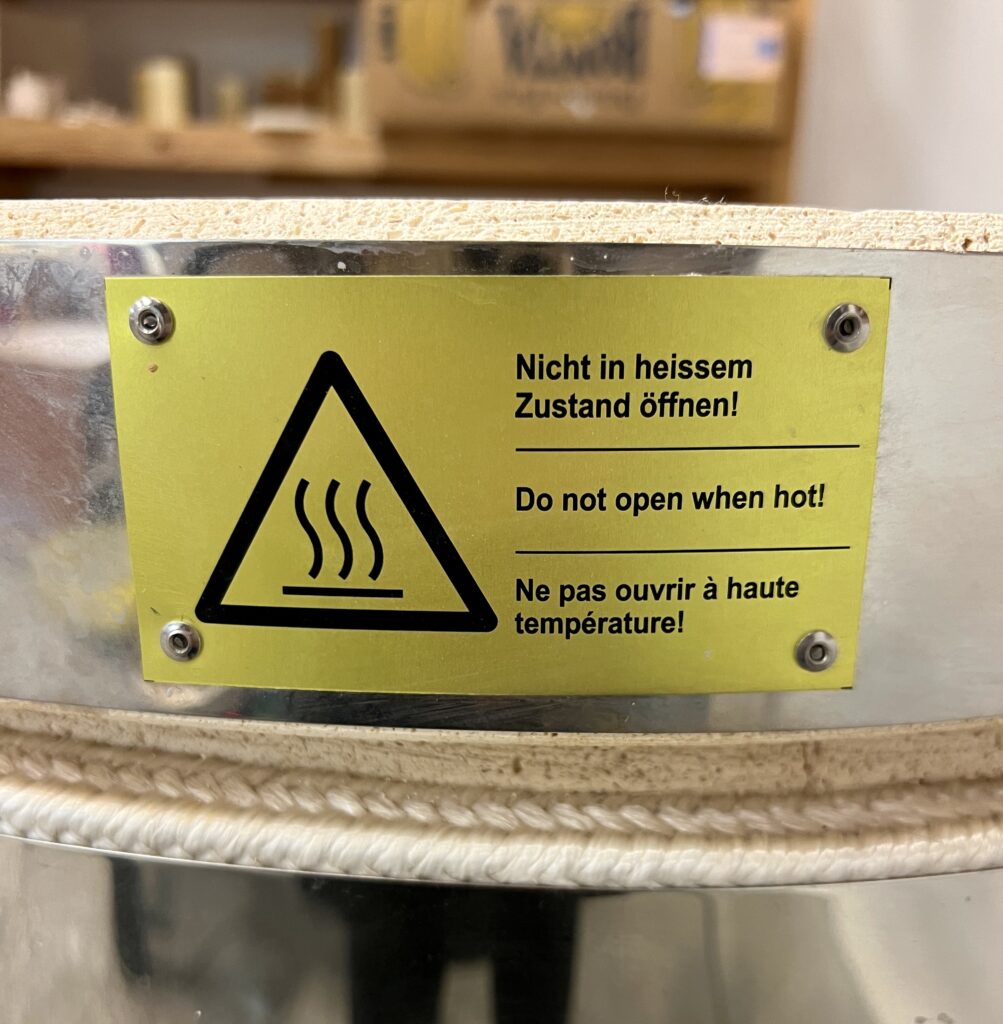 Nicht in heissem
Zustand öffnen!
Do not open when hot!
Ne pas ouvrir à haute
température!